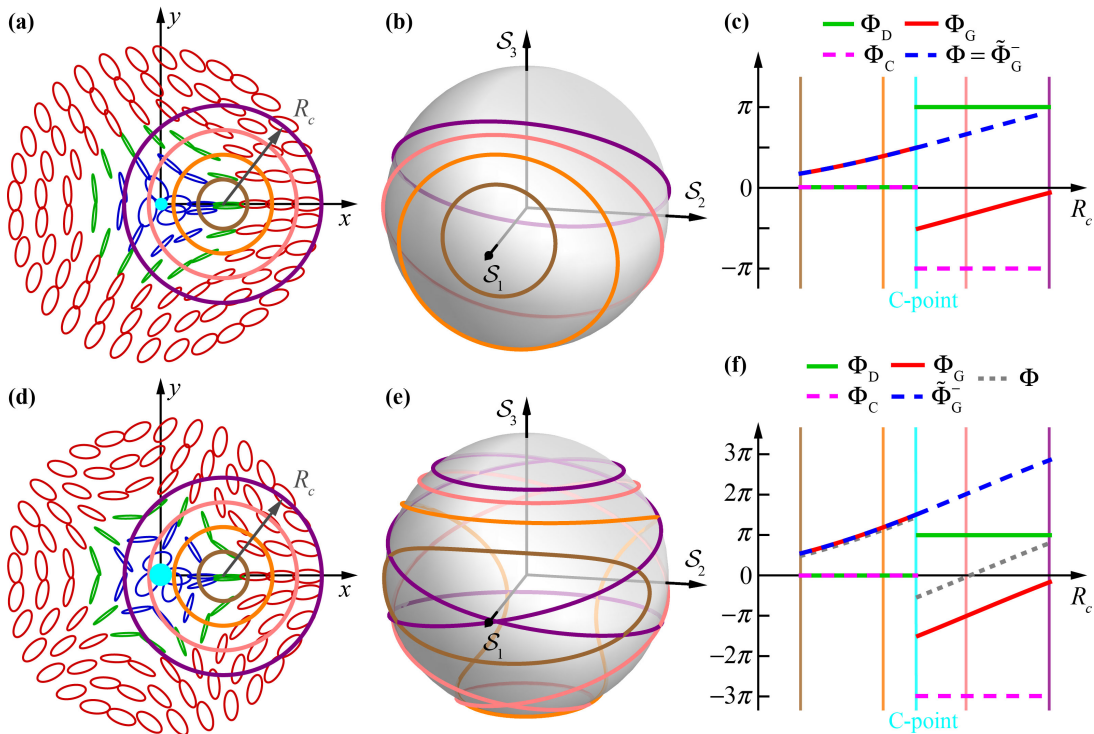 (a)
y
R_c
x
(b)
S_3
S_2
S_1
(c)
Φ_D Φ_G
Φ_C Φ = Φ̃_G^−
π
0
−π
R_c
C-point
(d)
y
R_c
x
(e)
S_3
S_2
S_1
(f)
Φ_D Φ_G Φ
Φ_C Φ̃_G^−
3π
2π
π
0
−π
−2π
−3π
R_c
C-point